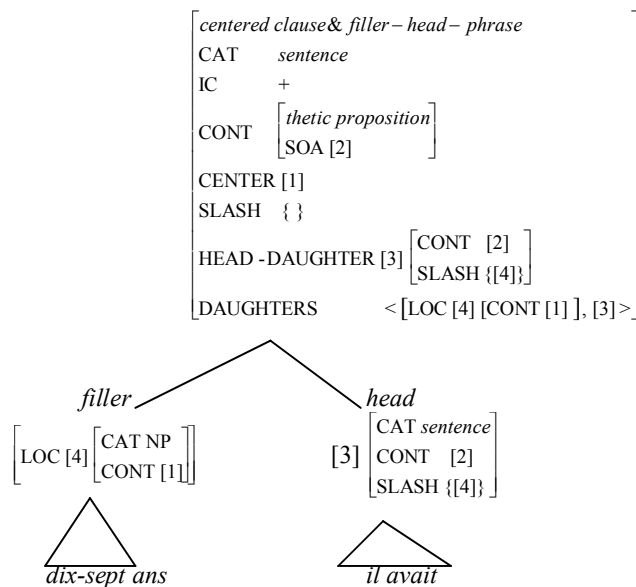 centered clause & filler – head – phrase
CAT sentence
IC +
CONT [thetic proposition
SOA [2]]
CENTER [1]
SLASH { }
HEAD -DAUGHTER [3] [CONT [2]
SLASH {[4]}]
DAUGHTERS < [LOC [4] [CONT [1] ], [3] >
filler head
[LOC [4] [CAT NP
CONT [1]]]
[3] [CAT sentence
CONT [2]
SLASH {[4]}]
dix-sept ans il avait